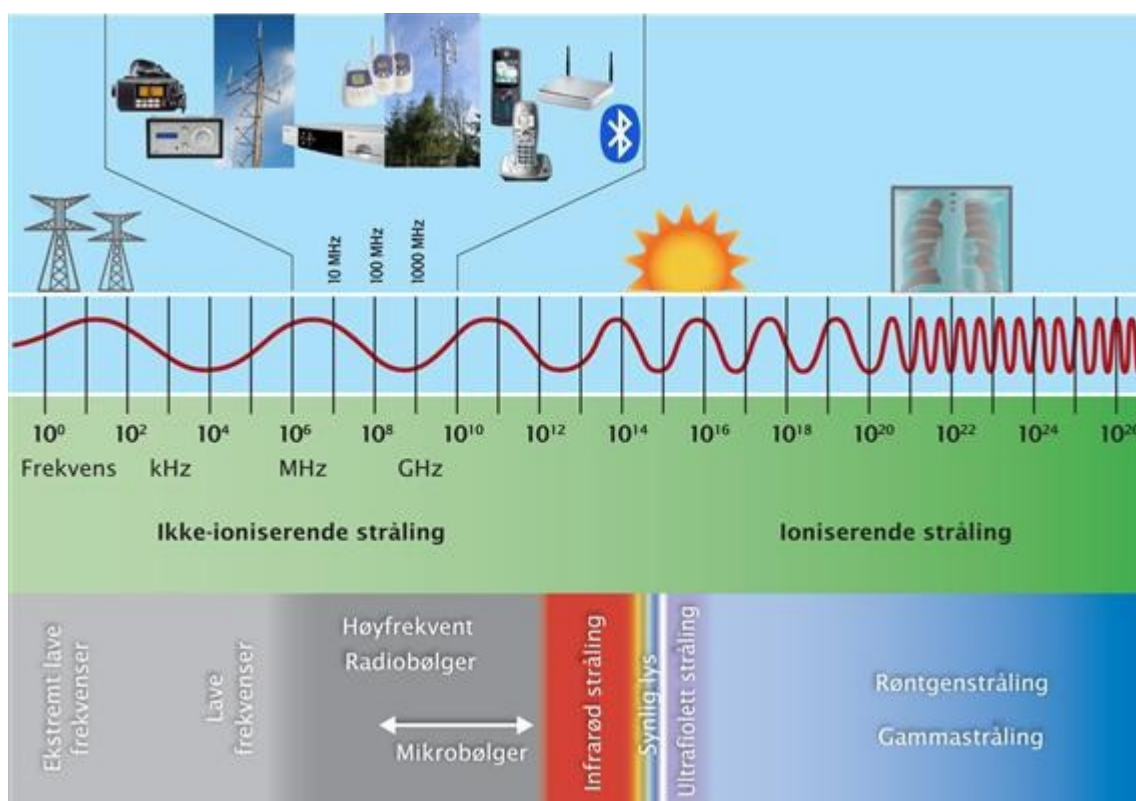 10 MHz
100 MHz
1000 MHz
10⁰ 10² 10⁴ 10⁶ 10⁸ 10¹⁰ 10¹² 10¹⁴ 10¹⁶ 10¹⁸ 10²⁰ 10²² 10²⁴ 10²⁶
Frekvens kHz MHz GHz
Ikke-ioniserende stråling Ioniserende stråling
Ekstremt lave
frekvenser
Lave
frekvenser
Høyfrekvent
Radiobølger
Mikrobølger
Infrarød stråling
Synlig lys
Ultrafiolett stråling
Røntgenstråling
Gammastråling